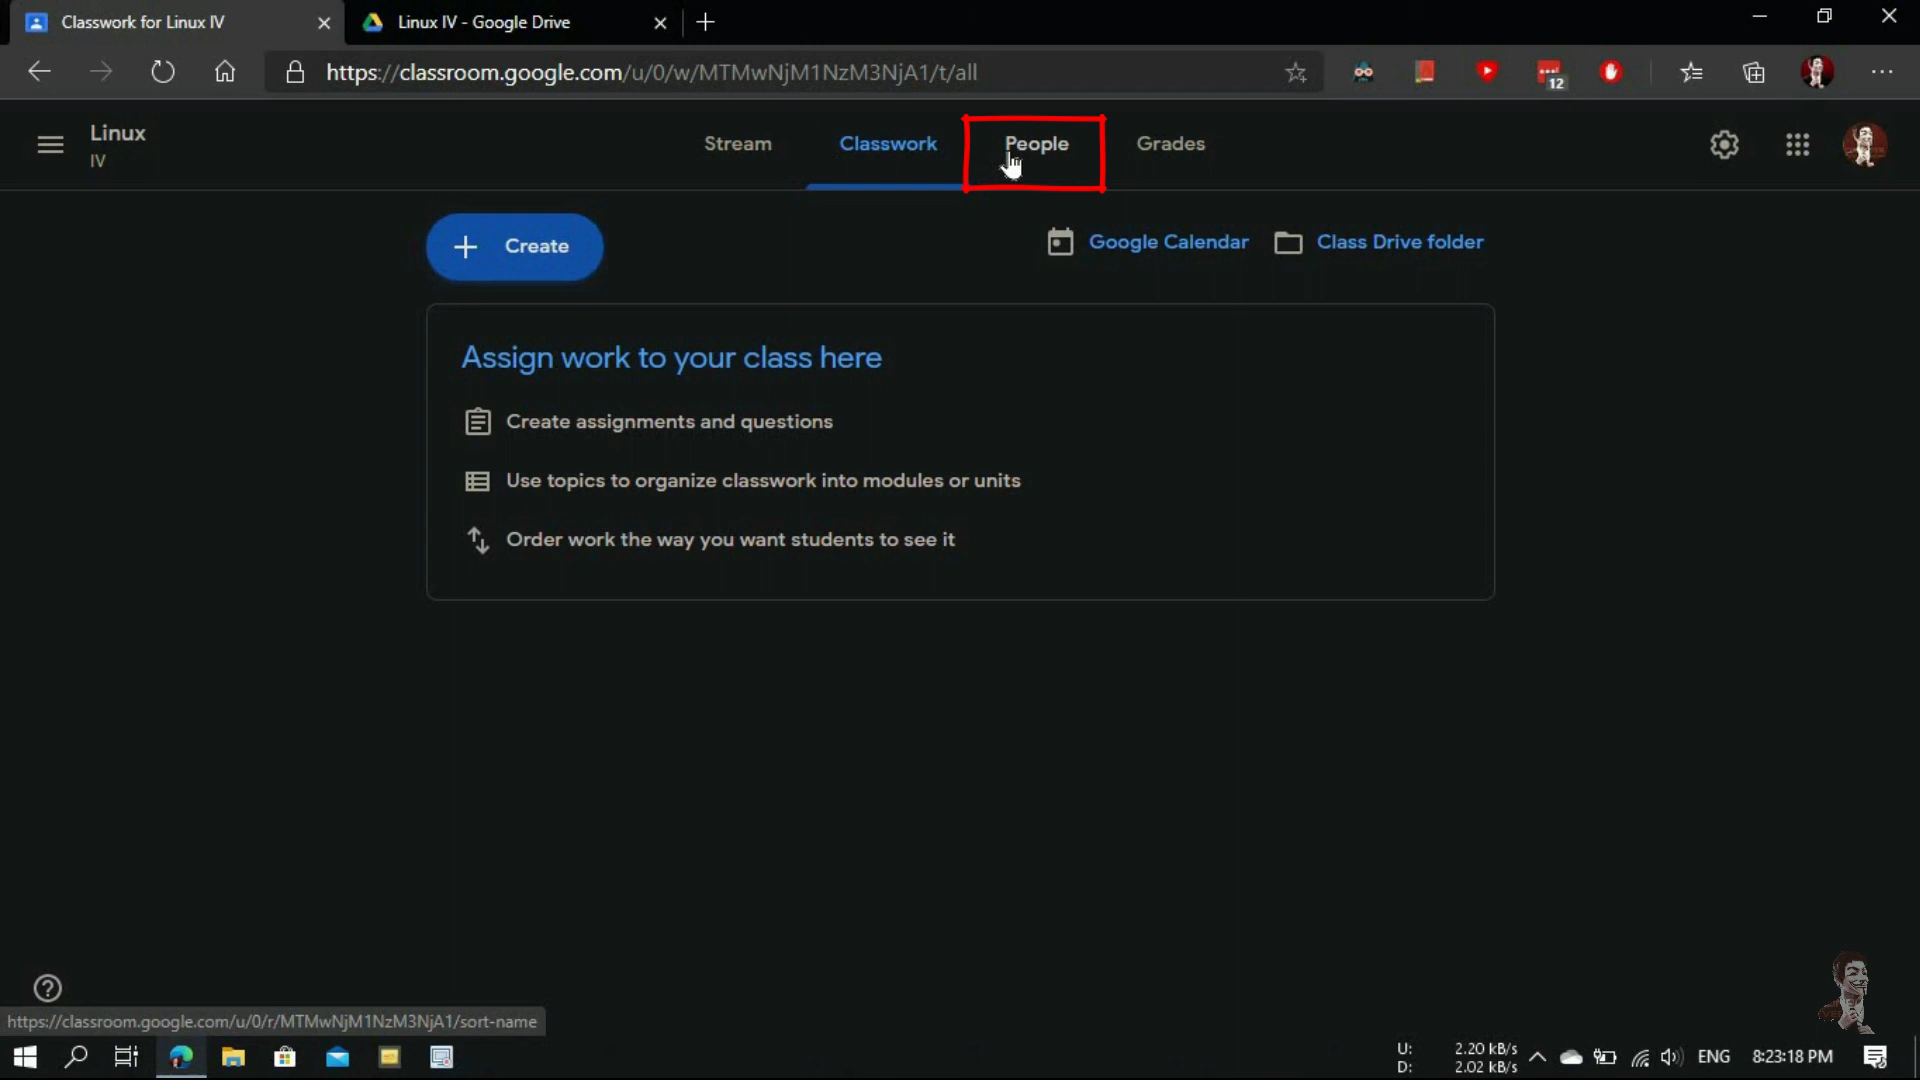 Classwork for Linux IV
Linux IV - Google Drive
https://classroom.google.com/u/0/w/MTMwNjM1NzM3NjA1/t/all
12
Linux
IV
Stream
Classwork
People
Grades
Create
Google Calendar
Class Drive folder
Assign work to your class here
Create assignments and questions
Use topics to organize classwork into modules or units
Order work the way you want students to see it
https://classroom.google.com/u/0/r/MTMwNjM1NzM3NjA1/sort-name
U: 2.20 kB/s
D: 2.02 kB/s
ENG
8:23:18 PM